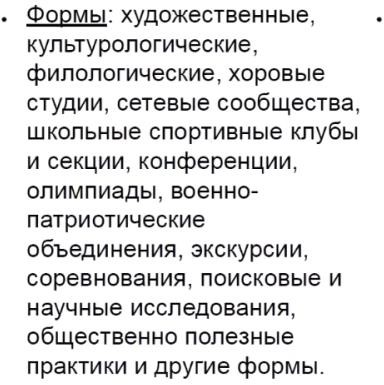 • Формы: художественные,
культурологические,
филологические, хоровые
студии, сетевые сообщества,
школьные спортивные клубы
и секции, конференции,
олимпиады, военно-
патриотические
объединения, экскурсии,
соревнования, поисковые и
научные исследования,
общественно полезные
практики и другие формы.